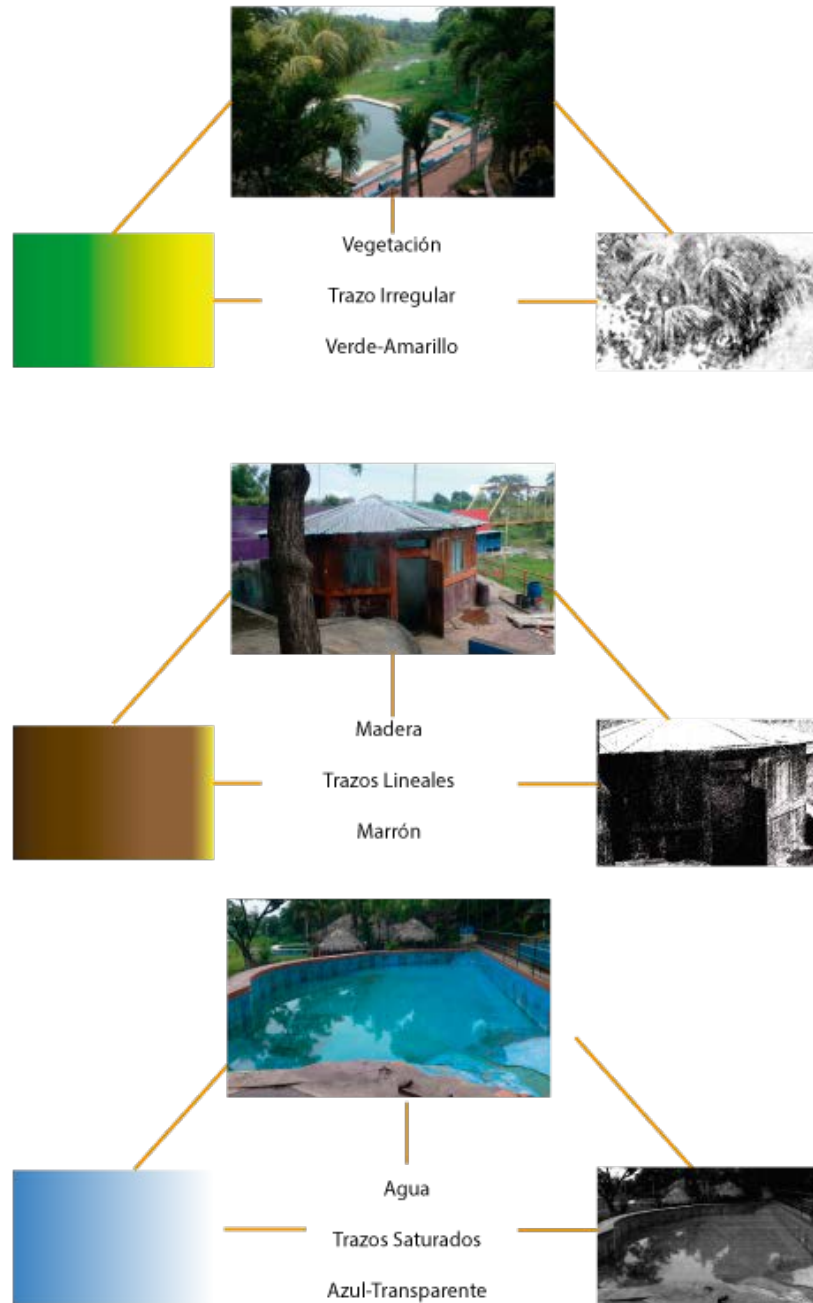 Vegetación
Trazo Irregular
Verde-Amarillo
Madera
Trazos Lineales
Marrón
Agua
Trazos Saturados
Azul-Transparente